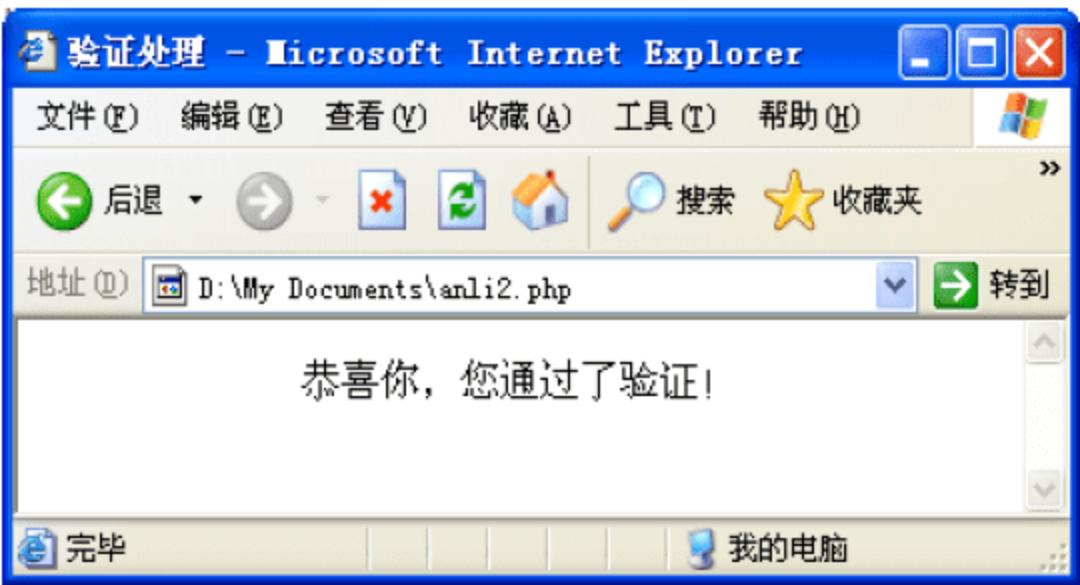 验证处理 - Microsoft Internet Explorer
文件(F) 编辑(E) 查看(V) 收藏(A) 工具(T) 帮助(H)
后退 搜索 收藏夹 »
地址(D) D:\My Documents\anli2.php 转到
恭喜你，您通过了验证!
完毕 我的电脑